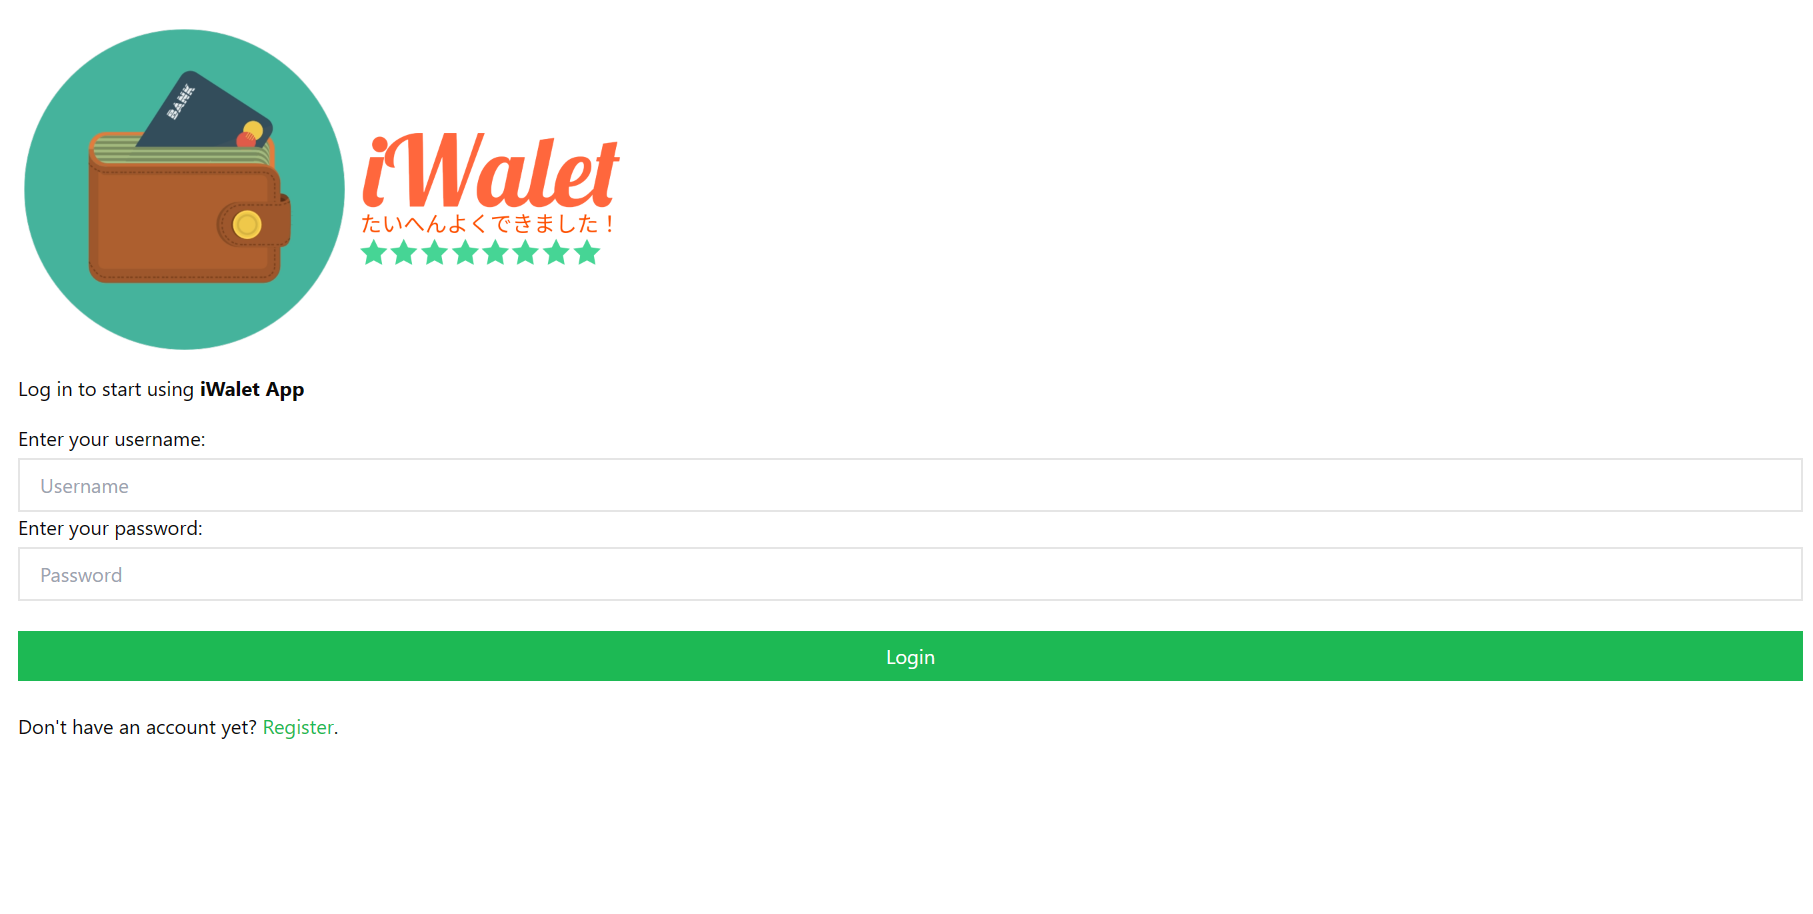 BANK
iWalet
たいへんよくできました！
Log in to start using iWalet App
Enter your username:
Username
Enter your password:
Password
Login
Don't have an account yet? Register.